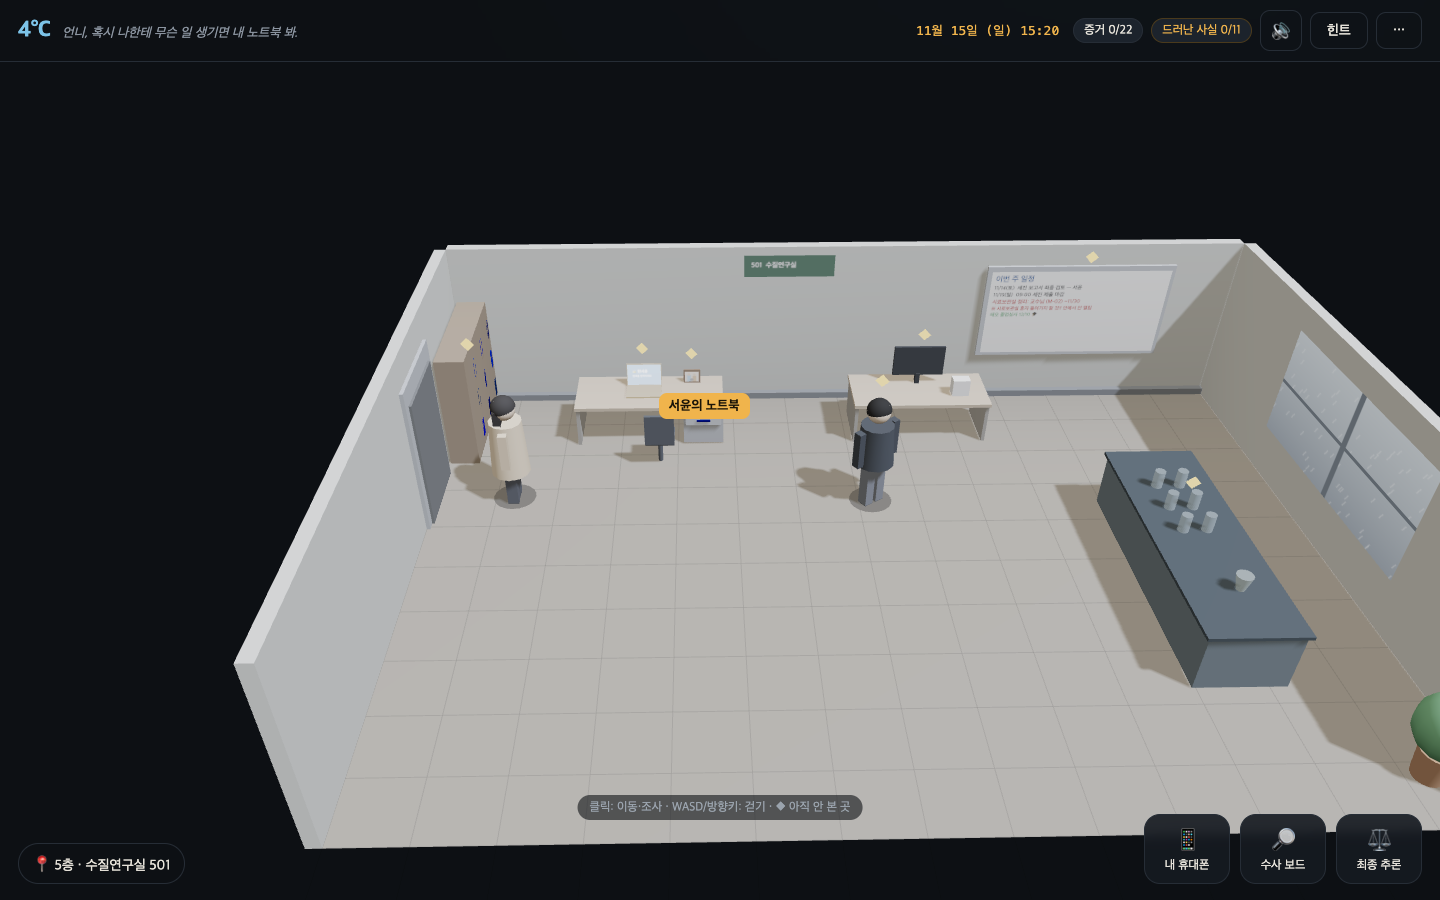 4°C
언니, 혹시 나한테 무슨 일 생기면 내 노트북 봐.
11월 15일 (일) 15:20
증거 0/22
드러난 사실 0/11
힌트
...
501 수질연구실
이번 주 일정
서윤의 노트북
클릭: 이동·조사 · WASD/방향키: 걷기 · ◆ 아직 안 본 곳
5층 · 수질연구실 501
내 휴대폰
수사 보드
최종 추론